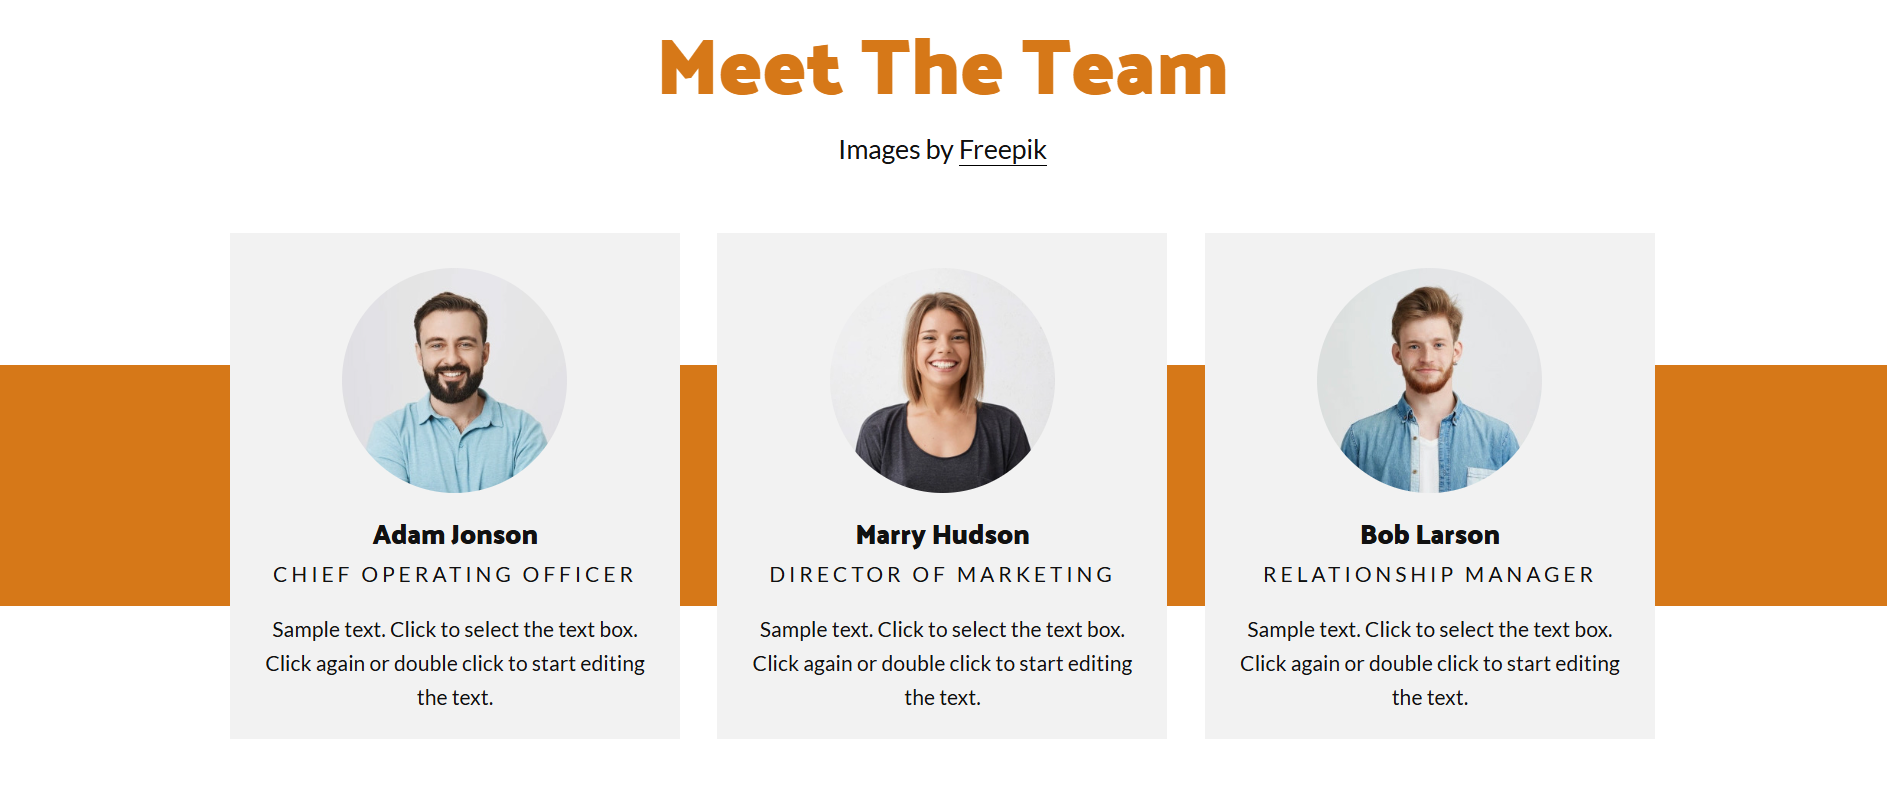 Meet The Team
Images by Freepik
Adam Jonson
CHIEF OPERATING OFFICER
Sample text. Click to select the text box.
Click again or double click to start editing
the text.
Marry Hudson
DIRECTOR OF MARKETING
Sample text. Click to select the text box.
Click again or double click to start editing
the text.
Bob Larson
RELATIONSHIP MANAGER
Sample text. Click to select the text box.
Click again or double click to start editing
the text.